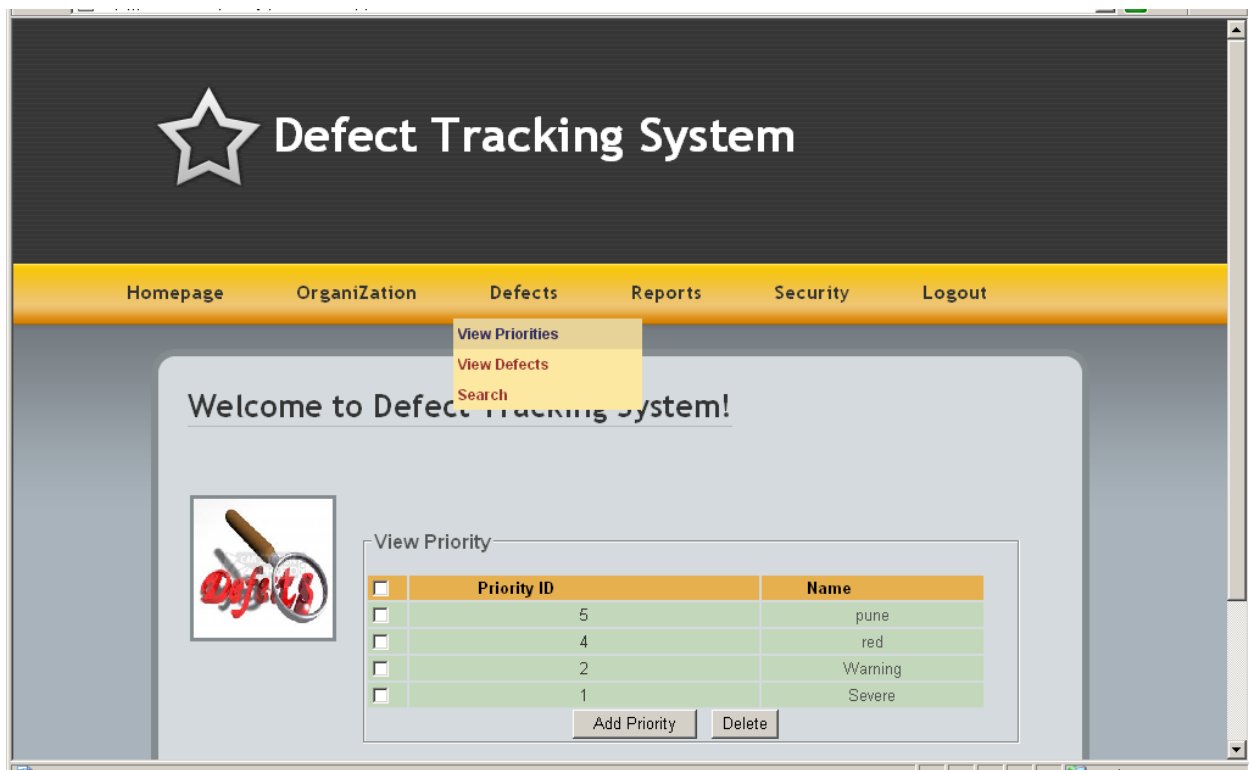 Defect Tracking System
Homepage OrganiZation Defects Reports Security Logout
View Priorities
View Defects
Search
Welcome to Defect Tracking System!
Defects
View Priority
Priority ID Name
5 pune
4 red
2 Warning
1 Severe
Add Priority Delete